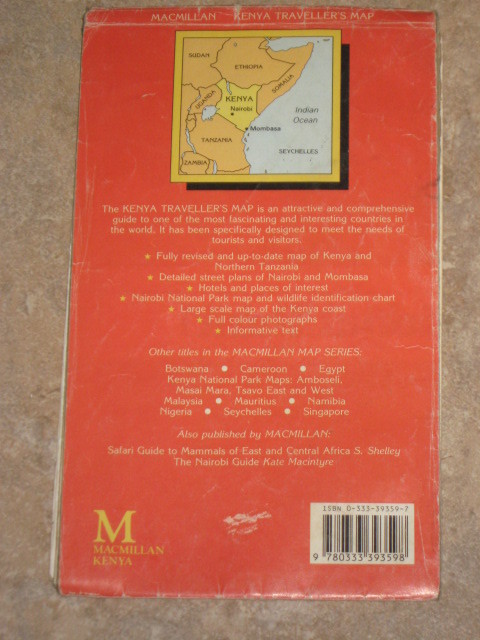 MACMILLAN — KENYA TRAVELLER'S MAP
SUDAN
ETHIOPIA
SOMALIA
UGANDA
KENYA
Nairobi
Indian
Ocean
Mombasa
TANZANIA
SEYCHELLES
ZAMBIA
The KENYA TRAVELLER'S MAP is an attractive and comprehensive
guide to one of the most fascinating and interesting countries in
the world. It has been specifically designed to meet the needs of
tourists and visitors.
★ Fully revised and up-to-date map of Kenya and
Northern Tanzania
★ Detailed street plans of Nairobi and Mombasa
★ Hotels and places of interest
★ Nairobi National Park map and wildlife identification chart
★ Large scale map of the Kenya coast
★ Full colour photographs
★ Informative text
Other titles in the MACMILLAN MAP SERIES:
Botswana ● Cameroon ● Egypt
Kenya National Park Maps: Amboseli,
Masai Mara, Tsavo East and West
Malaysia ● Mauritius ● Namibia
Nigeria ● Seychelles ● Singapore
Also published by MACMILLAN:
Safari Guide to Mammals of East and Central Africa S. Shelley
The Nairobi Guide Kate Macintyre
ISBN 0-333-39359-7
9 780333 393598
M
MACMILLAN
KENYA